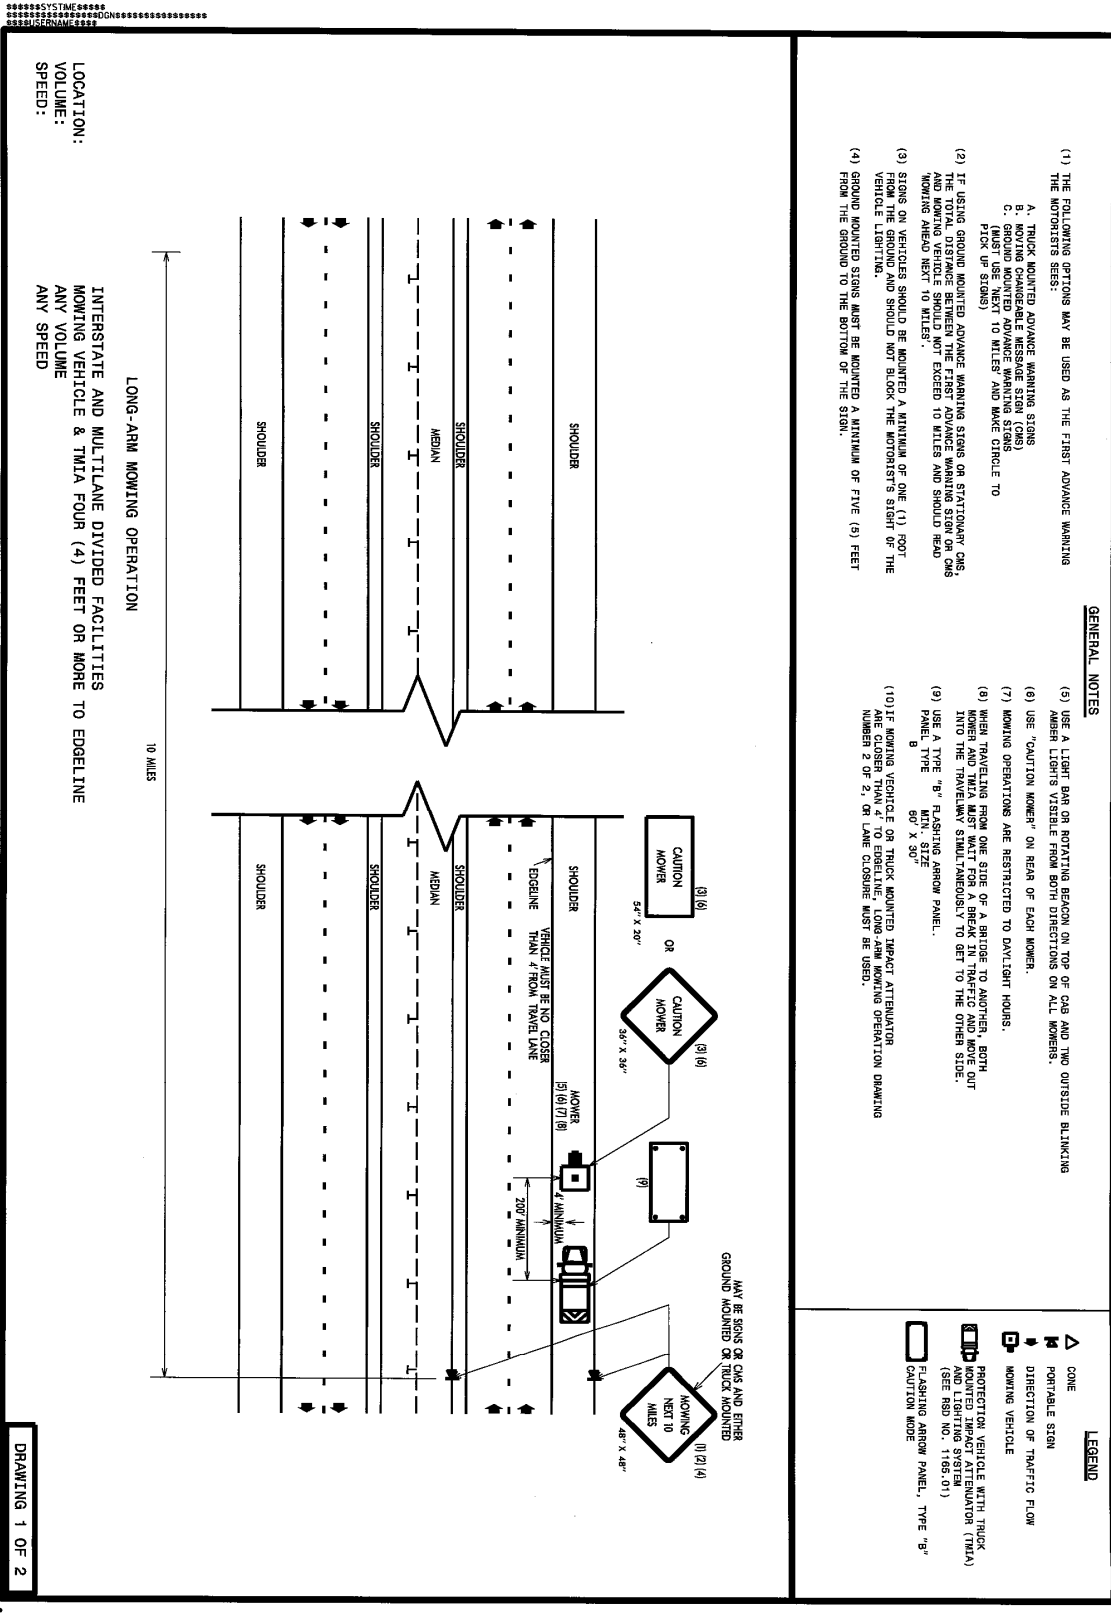 $$$$$$SYSTIME$$$$$
$$$$$$$$$$$$$$$$DGN$$$$$$$$$$$$$$$$
$$$$USERNAME$$$$
GENERAL NOTES
(1) THE FOLLOWING OPTIONS MAY BE USED AS THE FIRST ADVANCE WARNING
THE MOTORISTS SEES:
A. TRUCK MOUNTED ADVANCE WARNING SIGNS
B. MOVING CHANGEABLE MESSAGE SIGN (CMS)
C. GROUND MOUNTED ADVANCE WARNING SIGNS
(MUST USE 'NEXT 10 MILES' AND MAKE CIRCLE TO
PICK UP SIGNS)
(2) IF USING GROUND MOUNTED ADVANCE WARNING SIGNS OR STATIONARY CMS,
THE TOTAL DISTANCE BETWEEN THE FIRST ADVANCE WARNING SIGN OR CMS
AND MOWING VEHICLE SHOULD NOT EXCEED 10 MILES AND SHOULD READ
'MOWING AHEAD NEXT 10 MILES'.
(3) SIGNS ON VEHICLES SHOULD BE MOUNTED A MINIMUM OF ONE (1) FOOT
FROM THE GROUND AND SHOULD NOT BLOCK THE MOTORIST'S SIGHT OF THE
VEHICLE LIGHTING.
(4) GROUND MOUNTED SIGNS MUST BE MOUNTED A MINIMUM OF FIVE (5) FEET
FROM THE GROUND TO THE BOTTOM OF THE SIGN.
(5) USE A LIGHT BAR OR ROTATING BEACON ON TOP OF CAB AND TWO OUTSIDE BLINKING
AMBER LIGHTS VISIBLE FROM BOTH DIRECTIONS ON ALL MOWERS.
(6) USE "CAUTION MOWER" ON REAR OF EACH MOWER.
(7) MOWING OPERATIONS ARE RESTRICTED TO DAYLIGHT HOURS.
(8) WHEN TRAVELING FROM ONE SIDE OF A BRIDGE TO ANOTHER, BOTH
MOWER AND TMIA MUST WAIT FOR A BREAK IN TRAFFIC AND MOVE OUT
INTO THE TRAVELWAY SIMULTANEOUSLY TO GET TO THE OTHER SIDE.
(9) USE A TYPE "B" FLASHING ARROW PANEL.
PANEL TYPE MIN. SIZE
B 60" X 30"
(10)IF MOWING VECHICLE OR TRUCK MOUNTED IMPACT ATTENUATOR
ARE CLOSER THAN 4' TO EDGELINE, LONG-ARM MOWING OPERATION DRAWING
NUMBER 2 OF 2, OR LANE CLOSURE MUST BE USED.
LEGEND
CONE
PORTABLE SIGN
DIRECTION OF TRAFFIC FLOW
MOWING VEHICLE
PROTECTION VEHICLE WITH TRUCK
MOUNTED IMPACT ATTENUATOR (TMIA)
AND LIGHTING SYSTEM
(SEE RSD NO. 1165.01)
FLASHING ARROW PANEL, TYPE "B"
CAUTION MODE
MAY BE SIGNS OR CMS AND EITHER
GROUND MOUNTED OR TRUCK MOUNTED
(3) (6)
CAUTION
MOWER
54" X 20"
OR
(3) (6)
CAUTION
MOWER
36" X 36"
(9)
(1) (2) (4)
MOWING
NEXT 10
MILES
48" X 48"
SHOULDER
SHOULDER
MOWER
(5) (6) (7) (8)
4' MINIMUM
EDGELINE
VEHICLE MUST BE NO CLOSER
THAN 4' FROM TRAVEL LANE
200' MINIMUM
SHOULDER
SHOULDER
MEDIAN
MEDIAN
SHOULDER
SHOULDER
SHOULDER
SHOULDER
10 MILES
LONG-ARM MOWING OPERATION
LOCATION: INTERSTATE AND MULTILANE DIVIDED FACILITIES
MOWING VEHICLE & TMIA FOUR (4) FEET OR MORE TO EDGELINE
VOLUME: ANY VOLUME
SPEED: ANY SPEED
DRAWING 1 OF 2